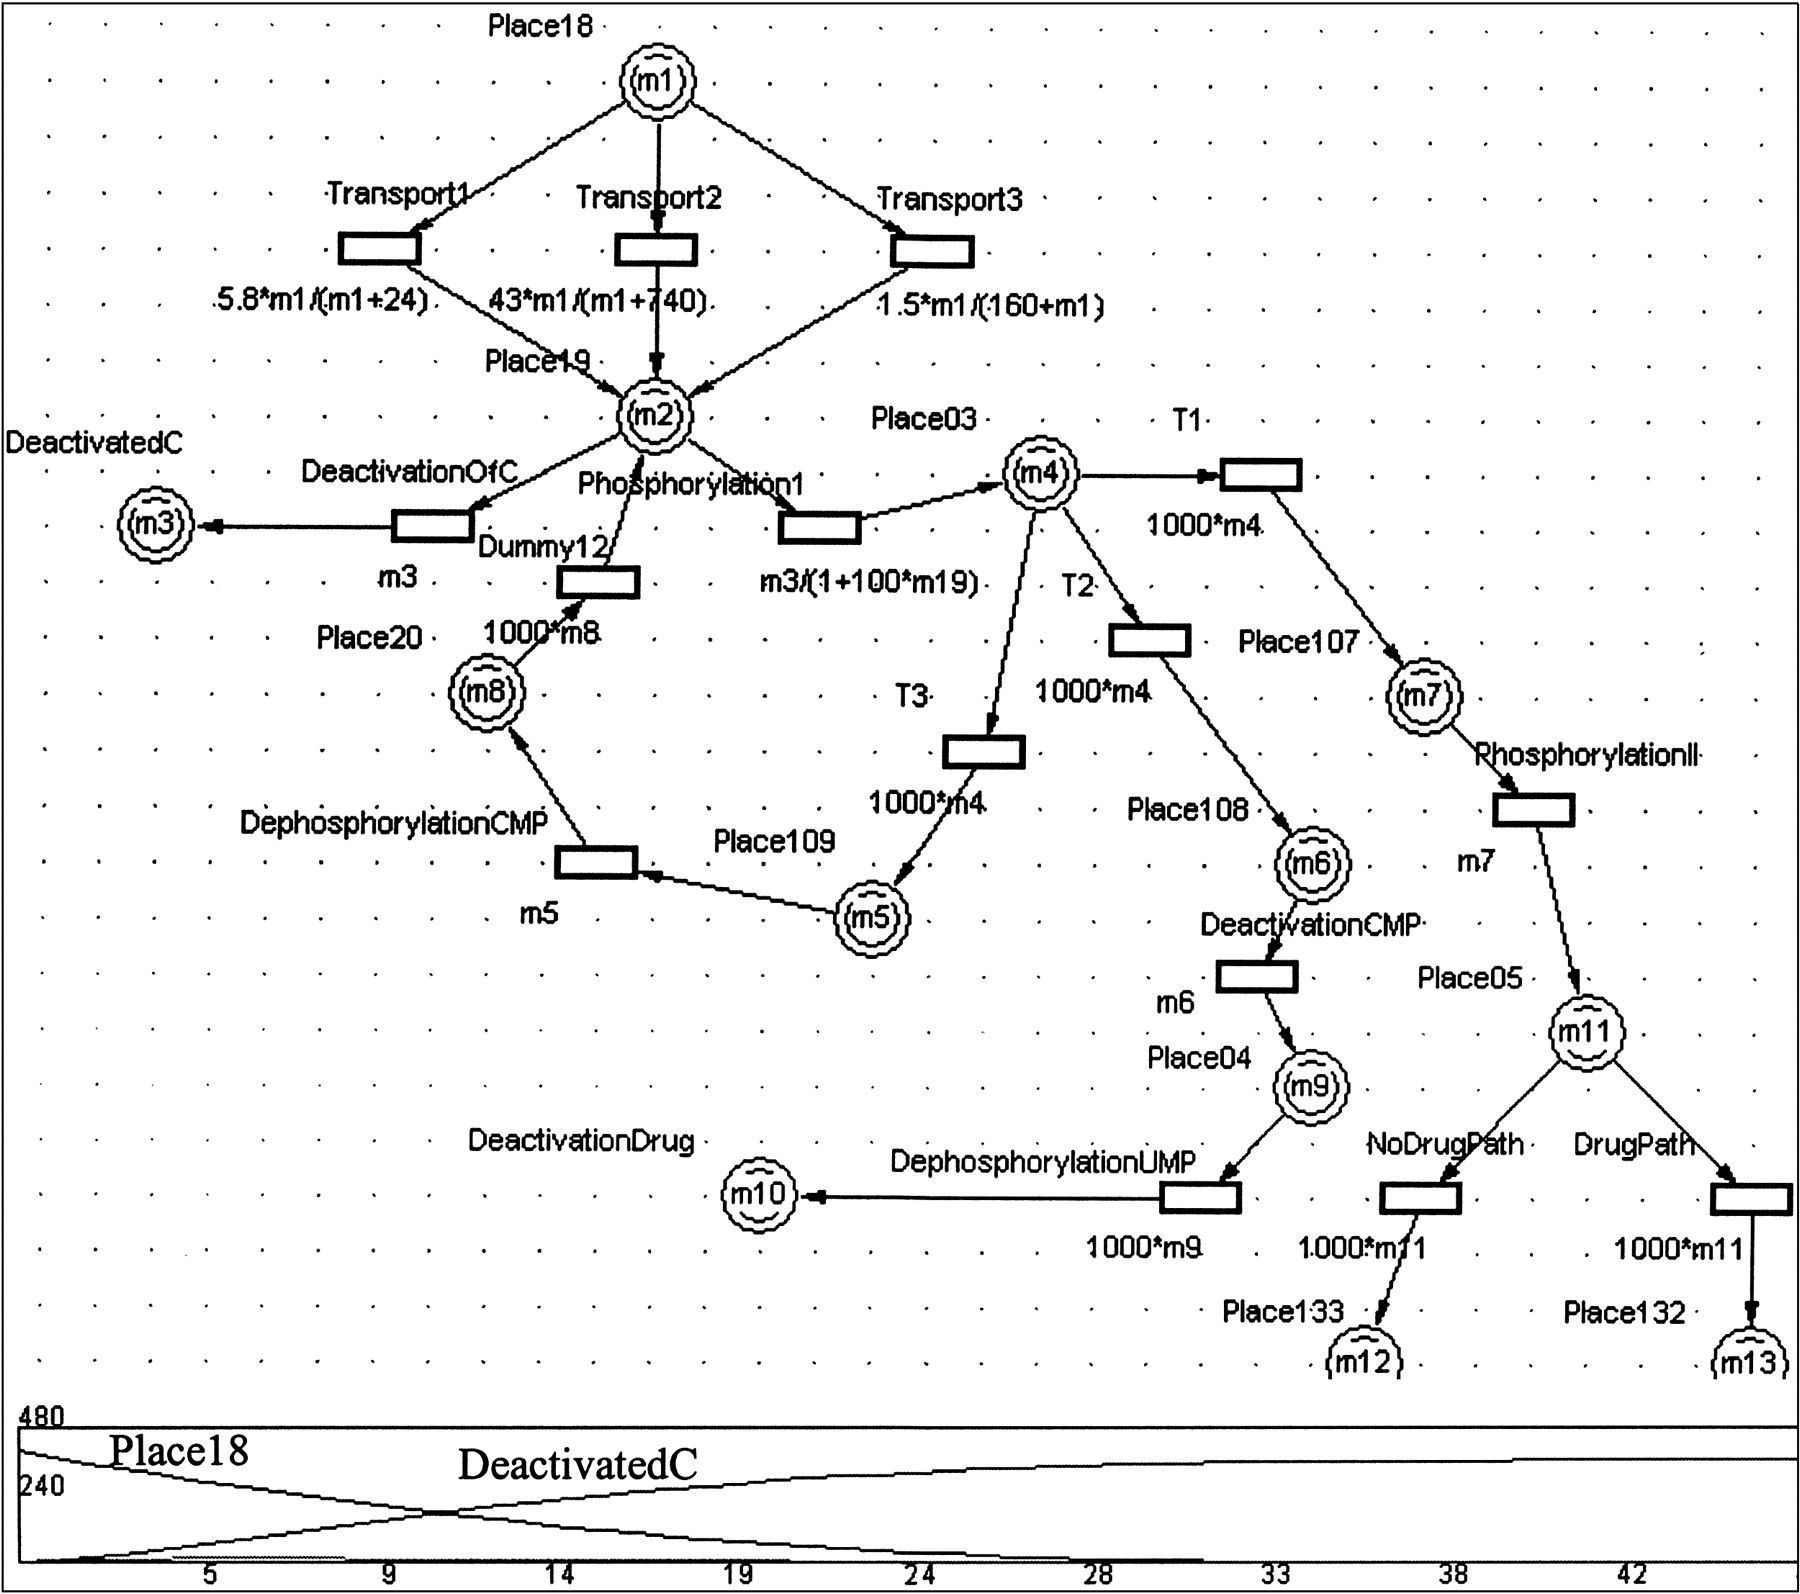 Place18
m1
Transport1
Transport2
Transport3
5.8*m1/(m1+24)
43*m1/(m1+740)
1.5*m1/(160+m1)
Place19
m2
Place03
T1
DeactivatedC
DeactivationOfC
Phosphorylation1
m4
m3
1000*m4
Dummy12
m3
m3/(1+100*m19)
T2
Place20
1000*m8
Place107
m8
T3
1000*m4
m7
PhosphorylationII
1000*m4
Place108
DephosphorylationCMP
Place109
m6
m7
m5
m5
DeactivationCMP
Place05
m6
m11
Place04
m9
DeactivationDrug
DephosphorylationUMP
NoDrugPath
DrugPath
m10
1000*m9
1000*m11
1000*m11
Place133
Place132
m12
m13
480
Place18
DeactivatedC
240
5 9 14 19 24 28 33 38 42